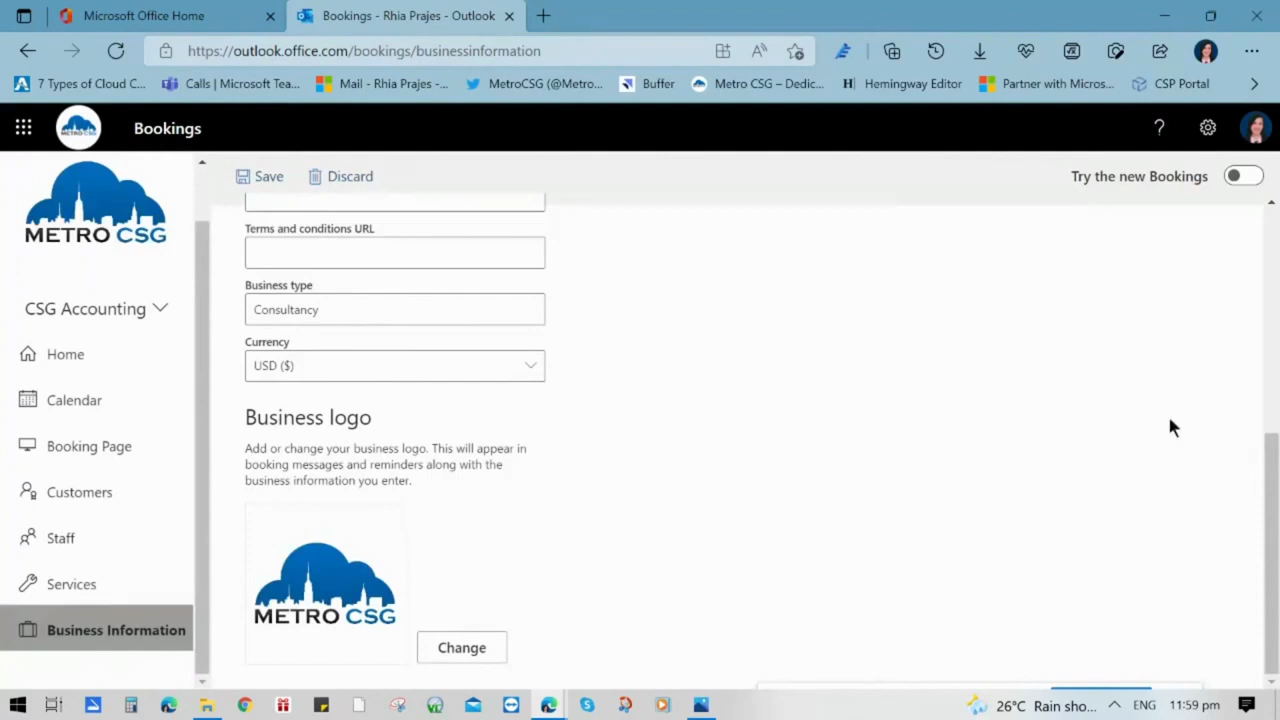 Microsoft Office Home
Bookings - Rhia Prajes - Outlook
https://outlook.office.com/bookings/businessinformation
7 Types of Cloud C...
Calls | Microsoft Tea...
Mail - Rhia Prajes -...
MetroCSG (@Metro...
Buffer
Metro CSG – Dedic...
Hemingway Editor
Partner with Micros...
CSP Portal
METRO CSG
Bookings
?
METRO CSG
Save
Discard
Try the new Bookings
CSG Accounting
Home
Calendar
Booking Page
Customers
Staff
Services
Business Information
Terms and conditions URL
Business type
Consultancy
Currency
USD ($)
Business logo
Add or change your business logo. This will appear in
booking messages and reminders along with the
business information you enter.
METRO CSG
Change
26°C Rain sho...
ENG
11:59 pm